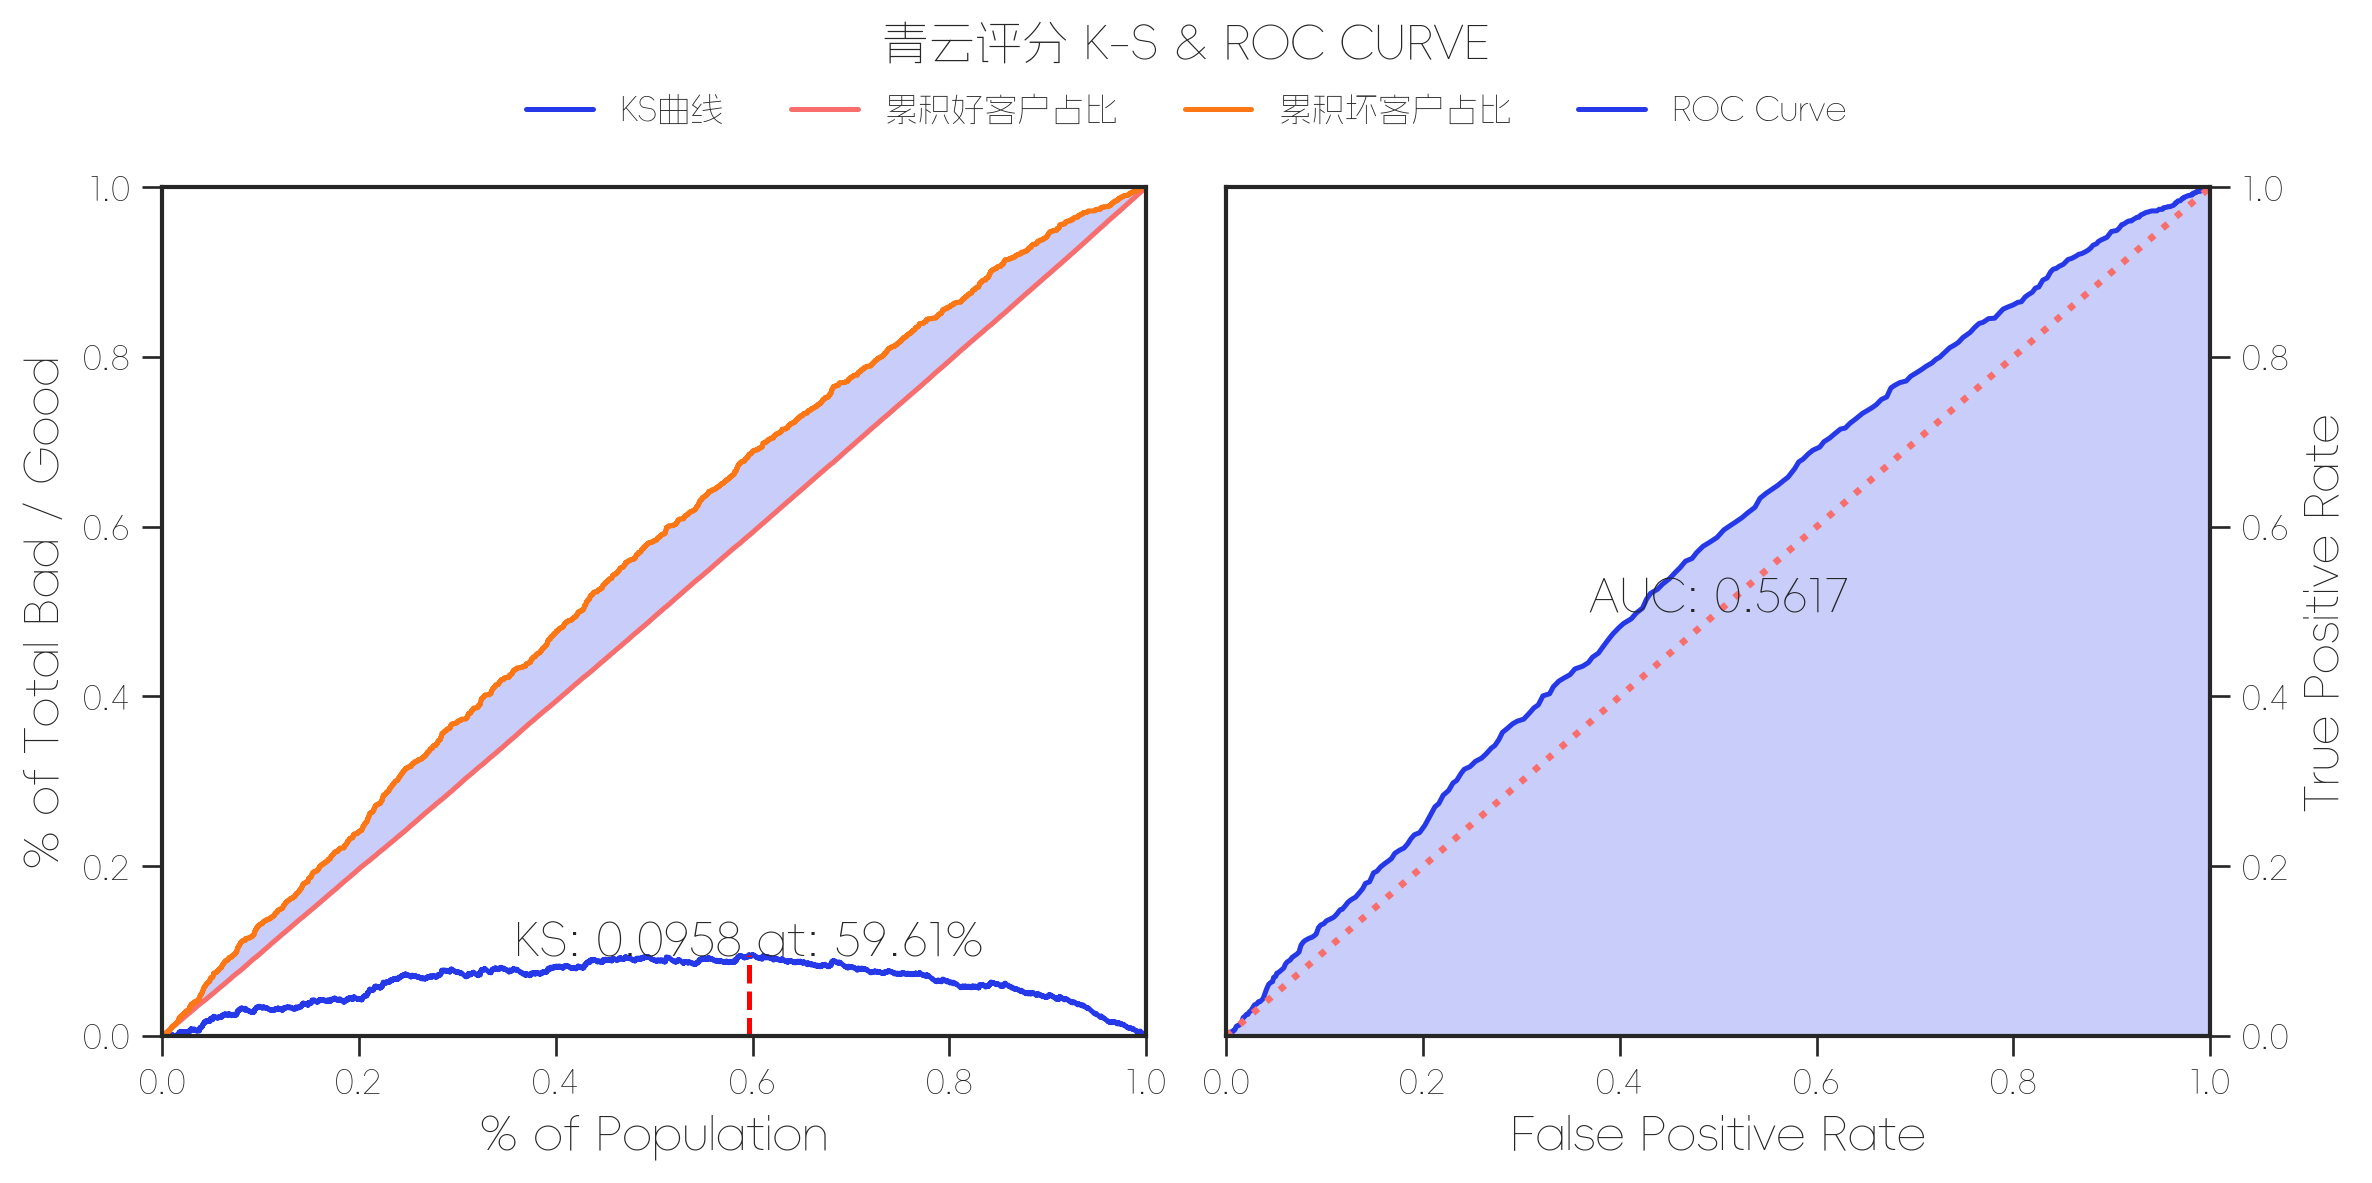 青云评分 K-S & ROC CURVE
KS曲线 累积好客户占比 累积坏客户占比 ROC Curve
1.0
0.8
0.6
0.4
0.2
0.0
% of Total Bad / Good
KS: 0.0958 at: 59.61%
0.0 0.2 0.4 0.6 0.8 1.0
% of Population
AUC: 0.5617
1.0
0.8
0.6
0.4
0.2
0.0
True Positive Rate
0.0 0.2 0.4 0.6 0.8 1.0
False Positive Rate